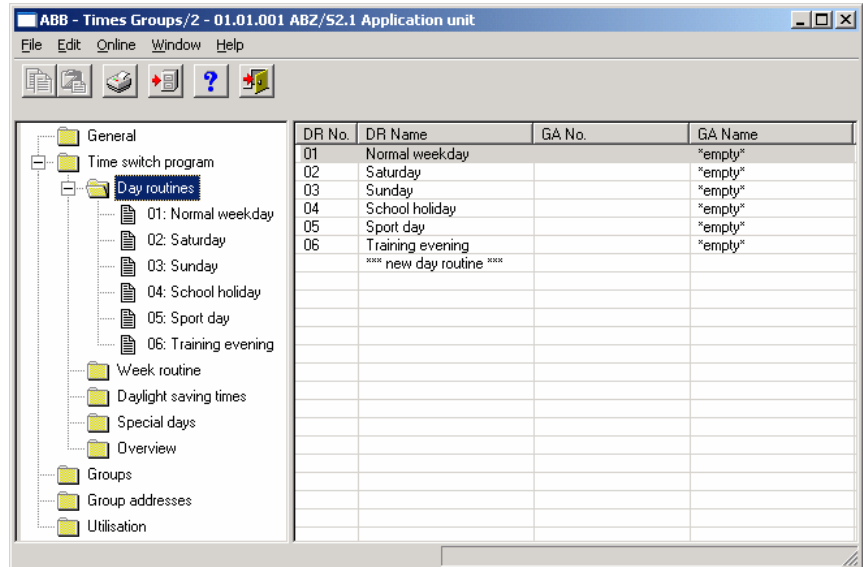 ABB - Times Groups/2 - 01.01.001 ABZ/S2.1 Application unit
File Edit Online Window Help
General
Time switch program
Day routines
01: Normal weekday
02: Saturday
03: Sunday
04: School holiday
05: Sport day
06: Training evening
Week routine
Daylight saving times
Special days
Overview
Groups
Group addresses
Utilisation
DR No. DR Name GA No. GA Name
01 Normal weekday *empty*
02 Saturday *empty*
03 Sunday *empty*
04 School holiday *empty*
05 Sport day *empty*
06 Training evening *empty*
*** new day routine ***